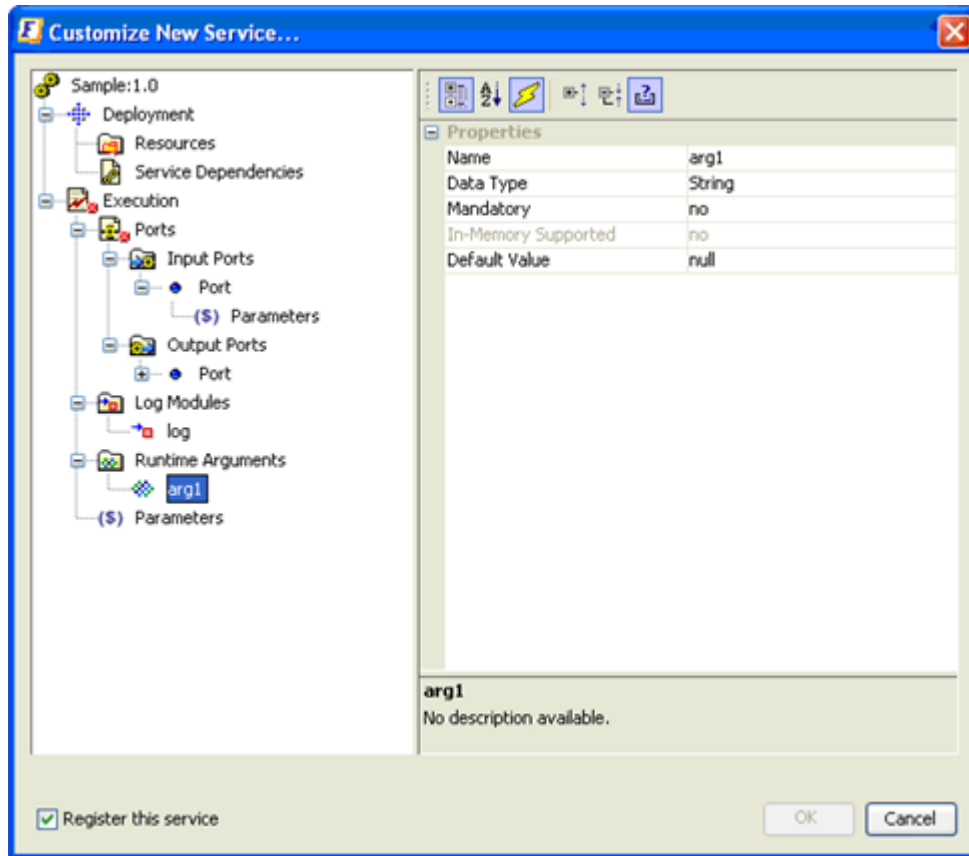 Customize New Service...
Sample:1.0
Deployment
Resources
Service Dependencies
Execution
Ports
Input Ports
Port
($) Parameters
Output Ports
Port
Log Modules
log
Runtime Arguments
arg1
($) Parameters
Properties
Name arg1
Data Type String
Mandatory no
In-Memory Supported no
Default Value null
arg1
No description available.
Register this service
OK Cancel